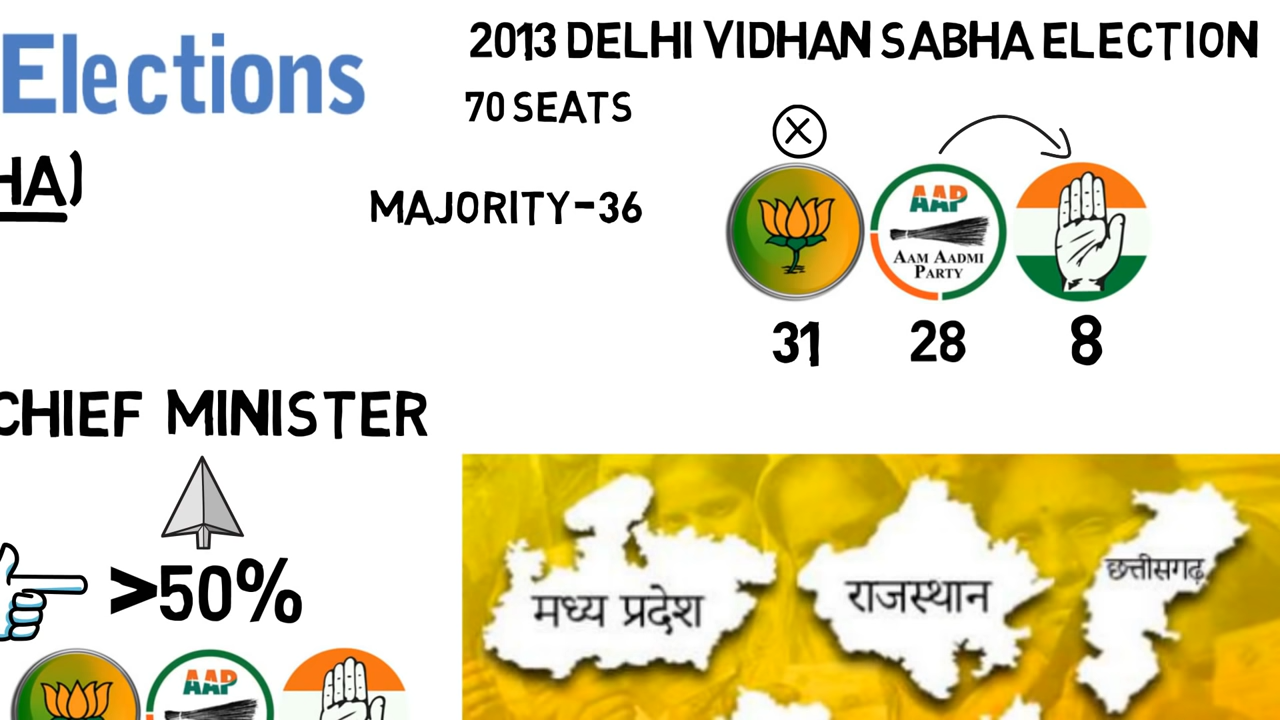 Elections
HA)
2013 DELHI VIDHAN SABHA ELECTION
70 SEATS
MAJORITY-36
AAP
AAM AADMI
PARTY
31 28 8
CHIEF MINISTER
>50%
AAP
मध्य प्रदेश
राजस्थान
छत्तीसगढ़